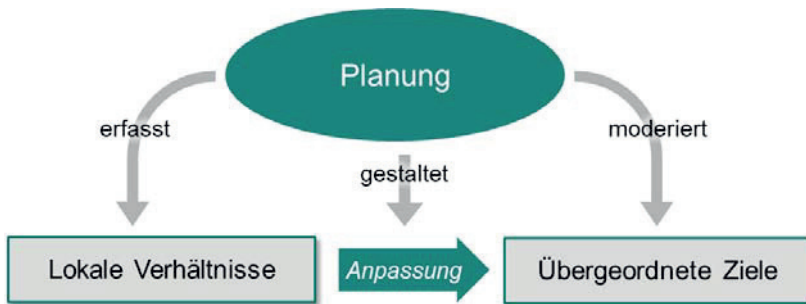 Planung
erfasst
moderiert
gestaltet
Lokale Verhältnisse
Anpassung
Übergeordnete Ziele